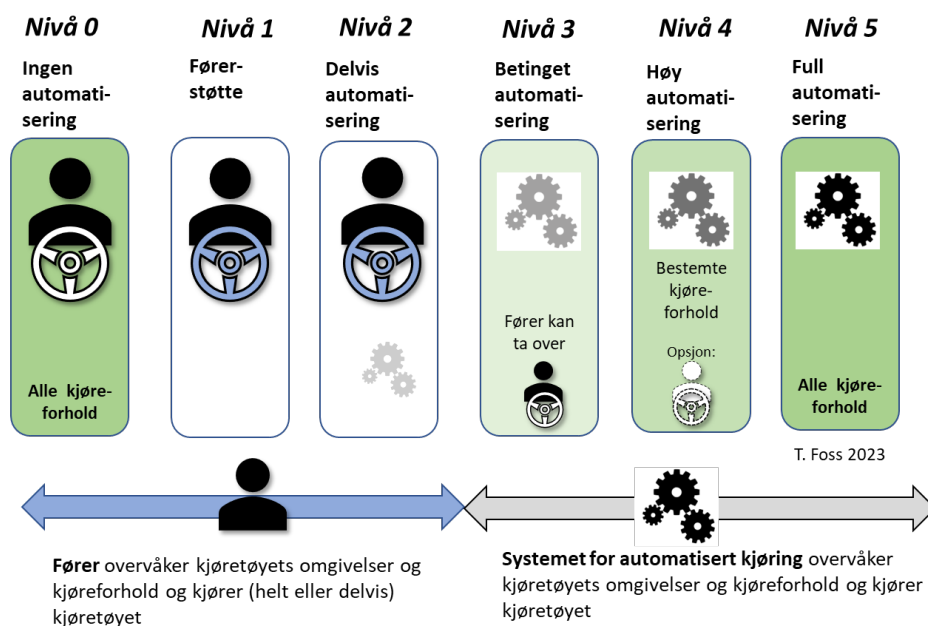 Nivå 0
Nivå 1
Nivå 2
Nivå 3
Nivå 4
Nivå 5
Ingen
automati-
sering
Fører-
støtte
Delvis
automati-
sering
Betinget
automati-
sering
Høy
automati-
sering
Full
automati-
sering
Alle kjøre-
forhold
Fører kan
ta over
Bestemte
kjøre-
forhold
Opsjon:
Alle kjøre-
forhold
T. Foss 2023
Fører overvåker kjøretøyets omgivelser og
kjøreforhold og kjører (helt eller delvis)
kjøretøyet
Systemet for automatisert kjøring overvåker
kjøretøyets omgivelser og kjøreforhold og kjører
kjøretøyet